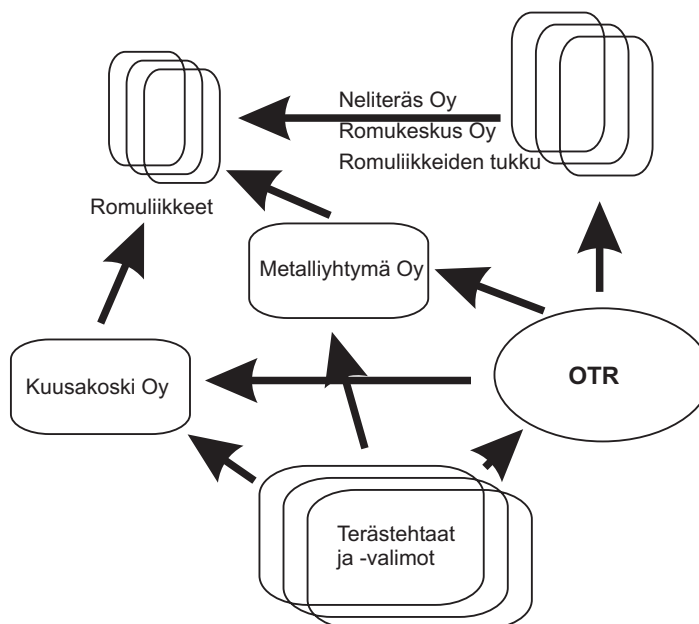 Neliteräs Oy
Romukeskus Oy
Romuliikkeiden tukku
Romuliikkeet
Metalliyhtymä Oy
Kuusakoski Oy
OTR
Terästehtaat
ja -valimot